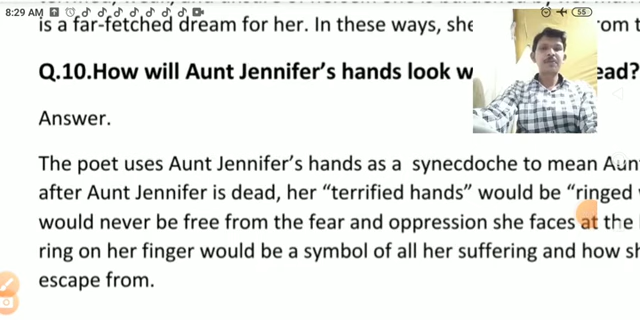 8:29 AM
55
is a far-fetched dream for her. In these ways, she om t
Q.10.How will Aunt Jennifer's hands look w ead?
Answer.
The poet uses Aunt Jennifer's hands as a synecdoche to mean Aun
after Aunt Jennifer is dead, her “terrified hands” would be “ringed
would never be free from the fear and oppression she faces at the
ring on her finger would be a symbol of all her suffering and how sh
escape from.